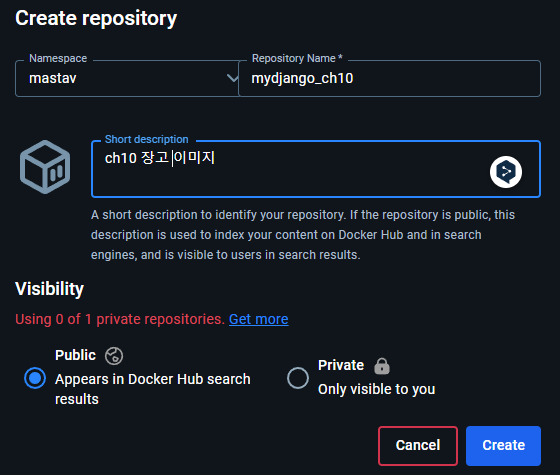 Create repository
Namespace
mastav
Repository Name *
mydjango_ch10
Short description
ch10 장고 이미지
A short description to identify your repository. If the repository is public, this
description is used to index your content on Docker Hub and in search
engines, and is visible to users in search results.
Visibility
Using 0 of 1 private repositories. Get more
Public
Appears in Docker Hub search
results
Private
Only visible to you
Cancel
Create